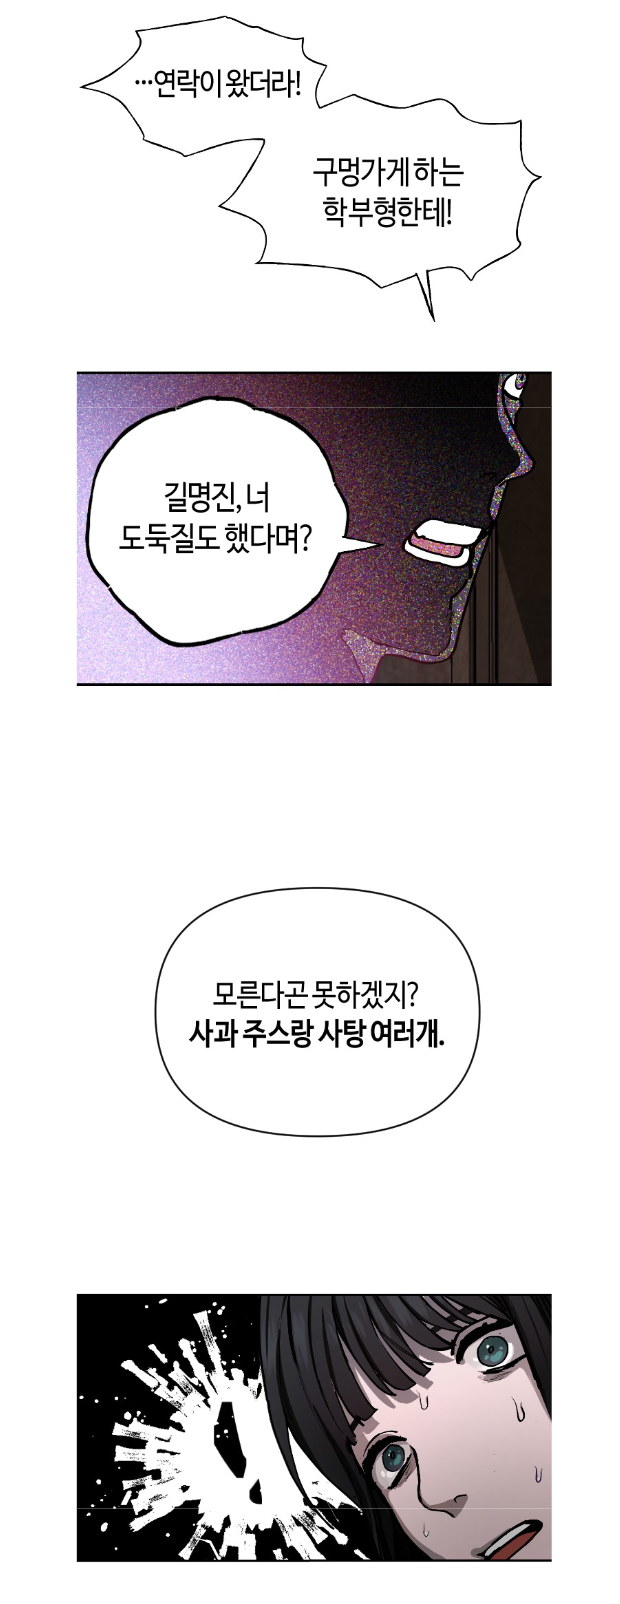 …연락이 왔더라!
구멍가게 하는
학부형한테!
길명진, 너
도둑질도 했다며?
모른다곤 못하겠지?
사과 주스랑 사탕 여러개.
!